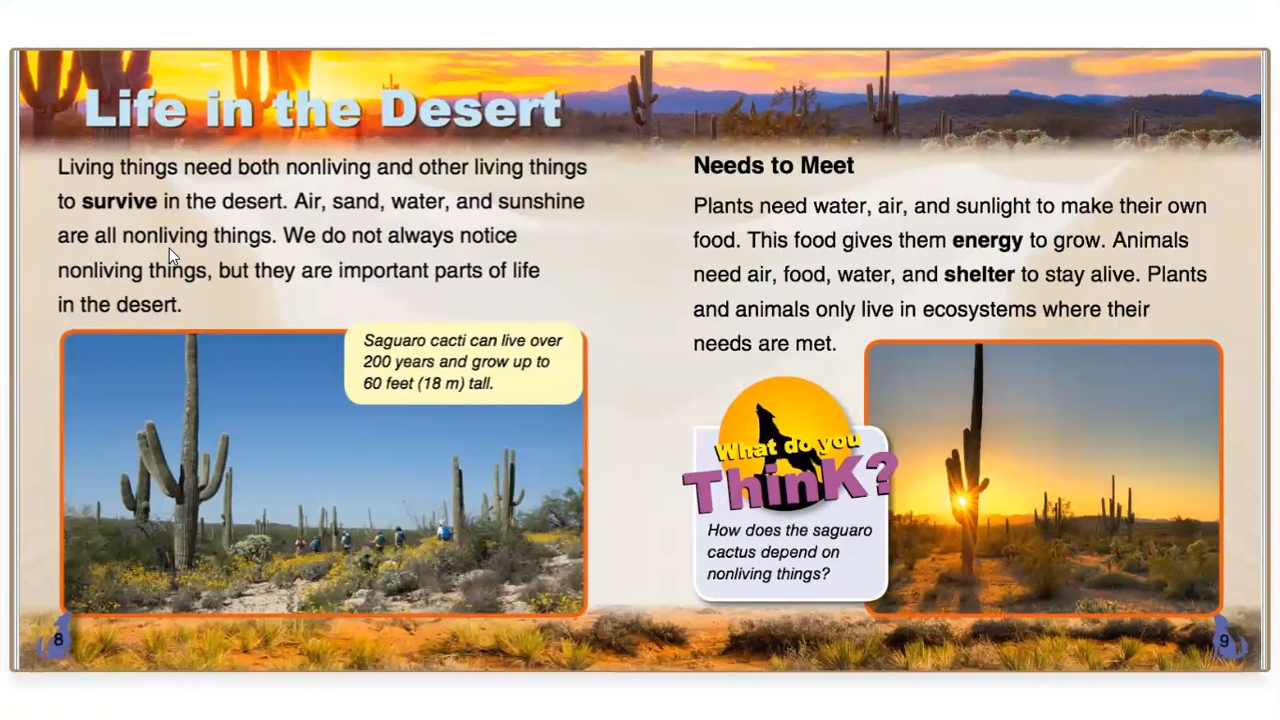 Life in the Desert
Living things need both nonliving and other living things
to survive in the desert. Air, sand, water, and sunshine
are all nonliving things. We do not always notice
nonliving things, but they are important parts of life
in the desert.
Saguaro cacti can live over
200 years and grow up to
60 feet (18 m) tall.
8
Needs to Meet
Plants need water, air, and sunlight to make their own
food. This food gives them energy to grow. Animals
need air, food, water, and shelter to stay alive. Plants
and animals only live in ecosystems where their
needs are met.
What do you
ThinK?
How does the saguaro
cactus depend on
nonliving things?
9